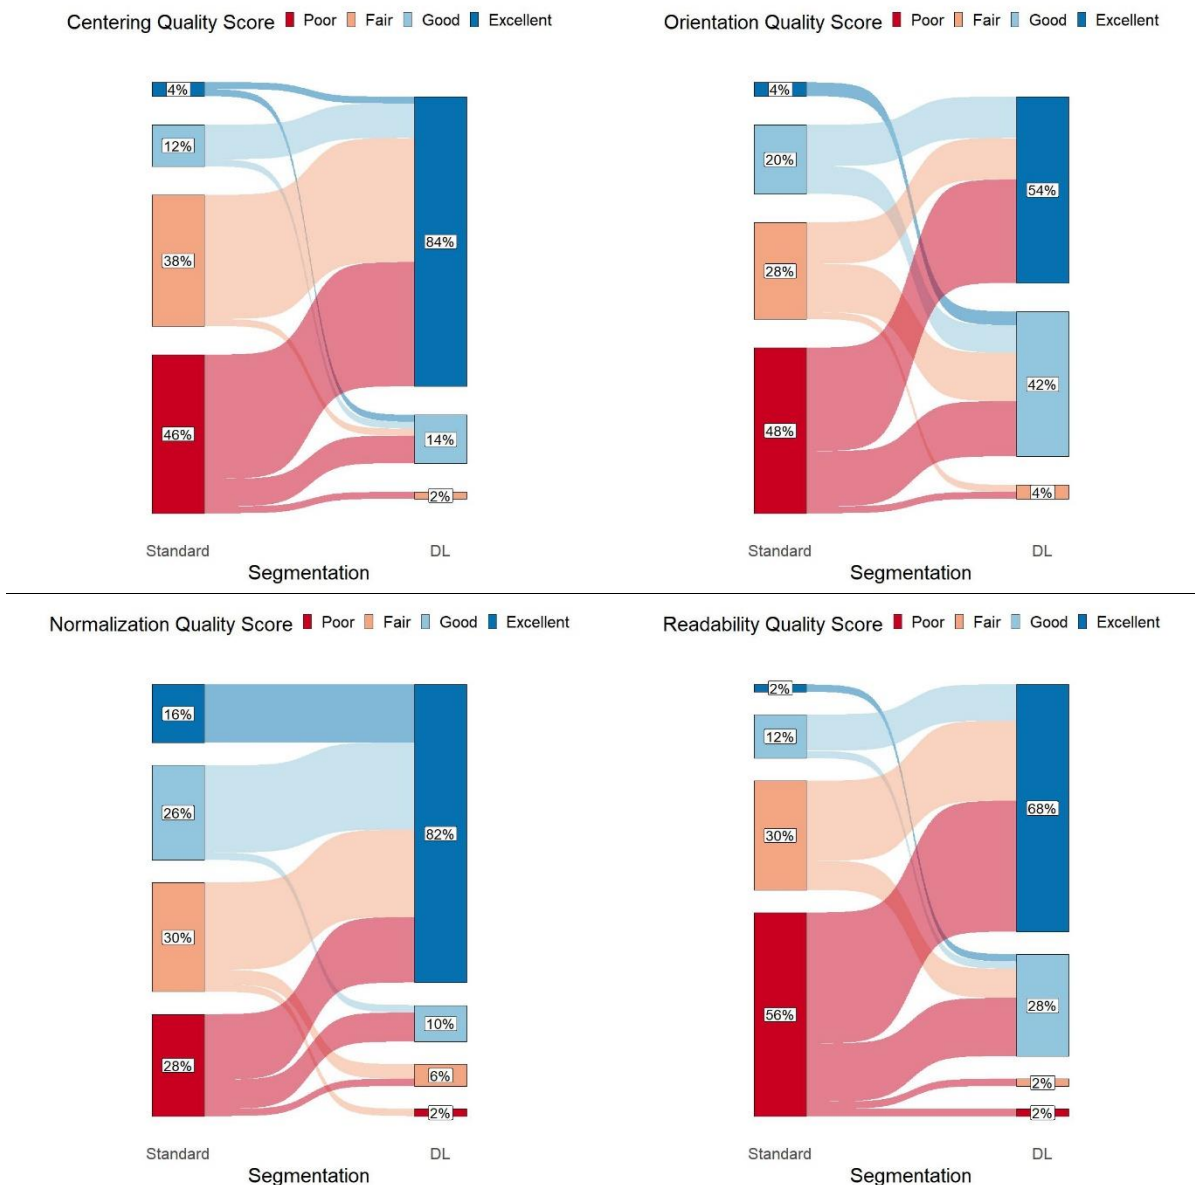 Centering Quality Score Poor Fair Good Excellent
4%
12%
38%
46%
84%
14%
2%
Standard DL
Segmentation
Orientation Quality Score Poor Fair Good Excellent
4%
20%
28%
48%
54%
42%
4%
Standard DL
Segmentation
Normalization Quality Score Poor Fair Good Excellent
16%
26%
30%
28%
82%
10%
6%
2%
Standard DL
Segmentation
Readability Quality Score Poor Fair Good Excellent
2%
12%
30%
56%
68%
28%
2%
2%
Standard DL
Segmentation